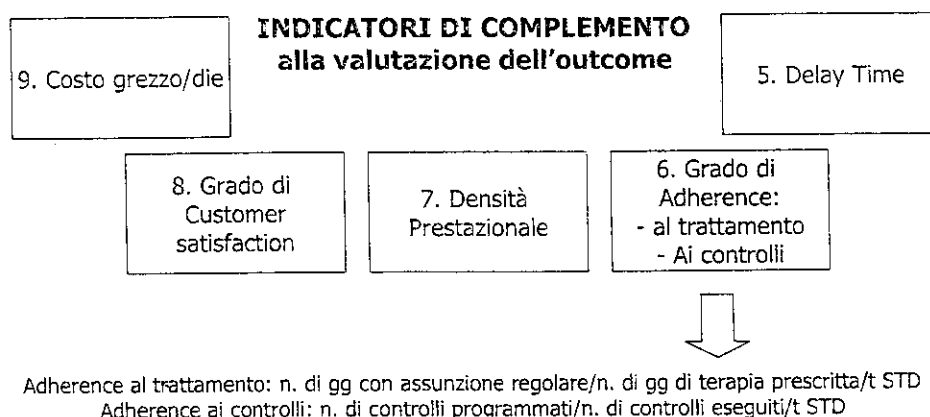 INDICATORI DI COMPLEMENTO
alla valutazione dell'outcome
9. Costo grezzo/die
5. Delay Time
8. Grado di
Customer
satisfaction
7. Densità
Prestazionale
6. Grado di
Adherence:
- al trattamento
- Ai controlli
Adherence al trattamento: n. di gg con assunzione regolare/n. di gg di terapia prescritta/t STD
Adherence ai controlli: n. di controlli programmati/n. di controlli eseguiti/t STD